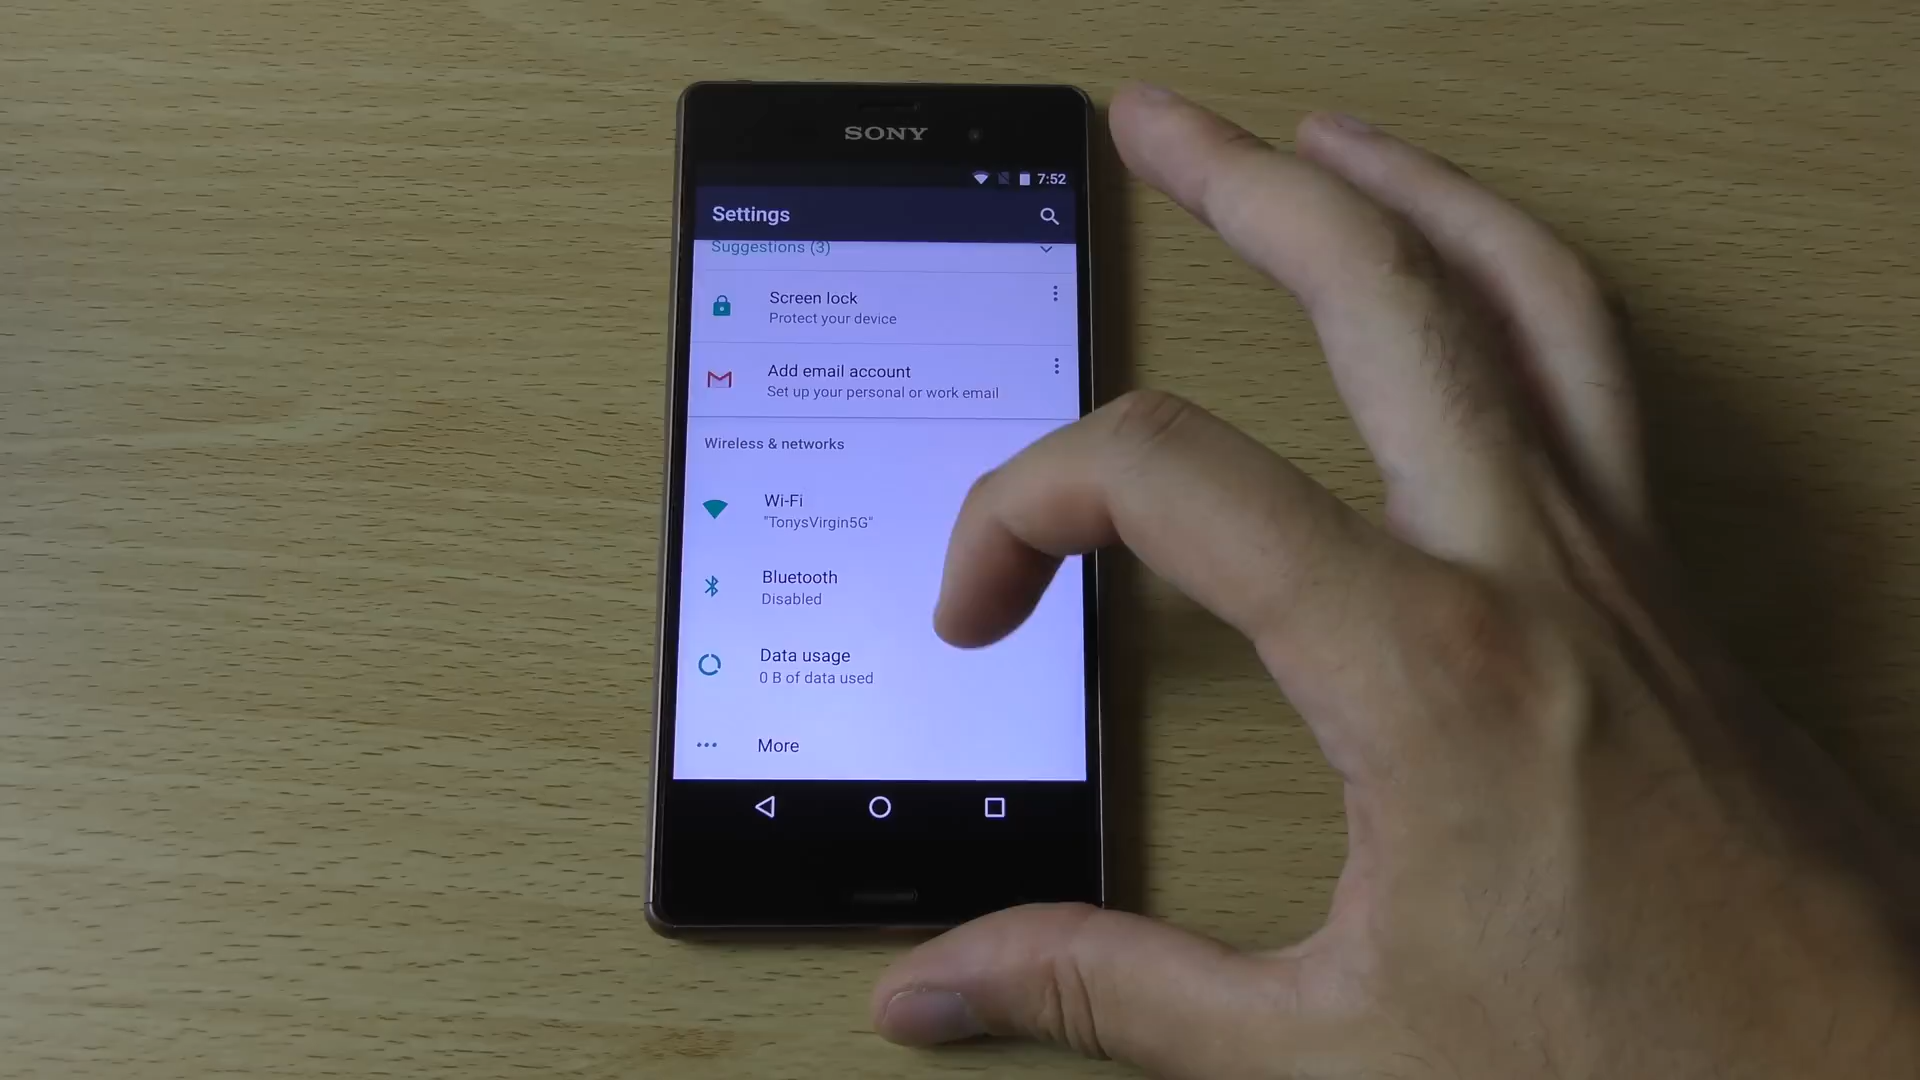 SONY
7:52
Settings
Suggestions (3)
Screen lock
Protect your device
Add email account
Set up your personal or work email
Wireless & networks
Wi-Fi
"TonysVirgin5G"
Bluetooth
Disabled
Data usage
0 B of data used
More